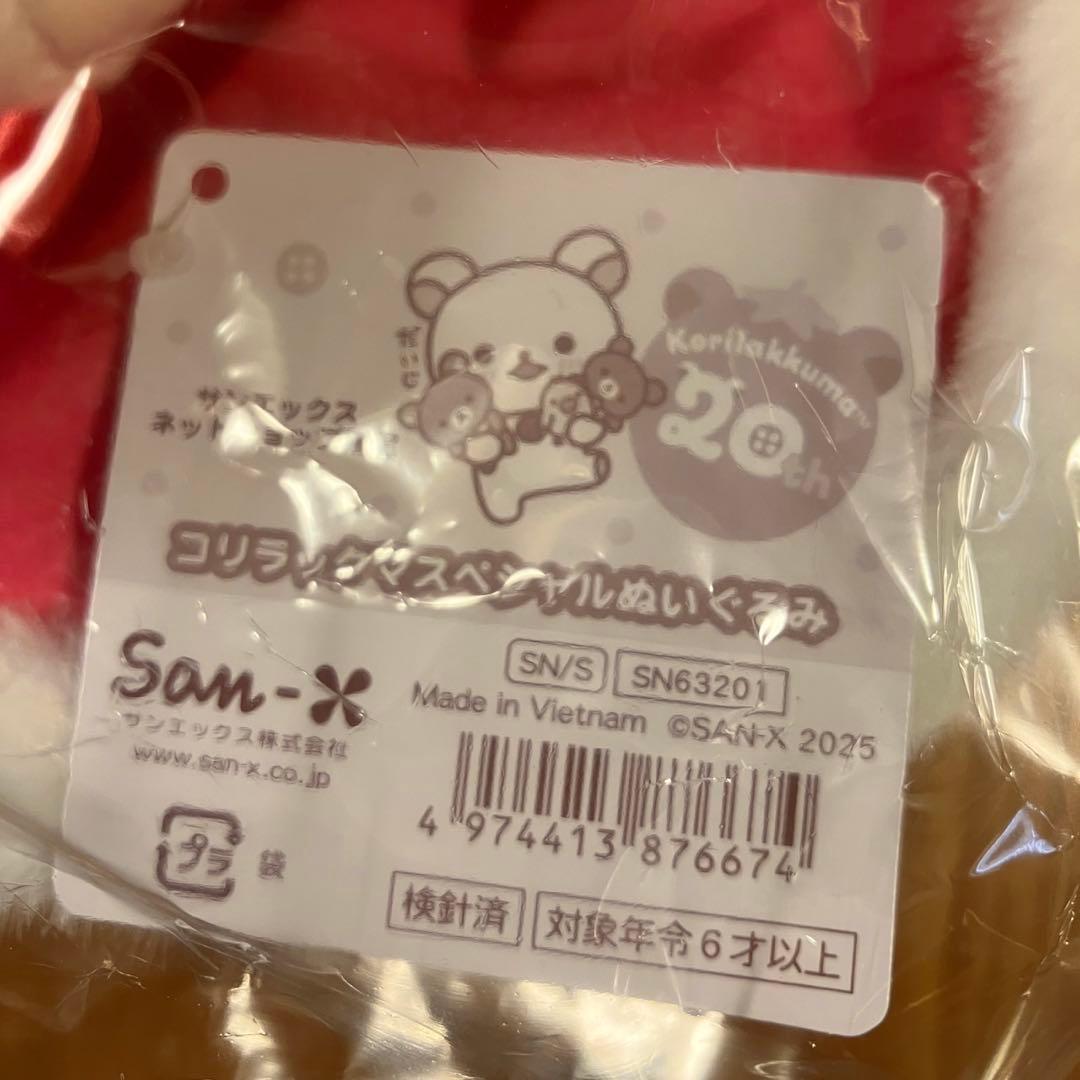 だいじ
Korilakkuma™
20th
サンエックス
ネットショップ限定
コリラックマスペシャルぬいぐるみ
San-X
サンエックス株式会社
www.san-x.co.jp
SN/S SN63201
Made in Vietnam ©SAN-X 2025
4 974413 876674
プラ 袋
検針済 対象年令6才以上